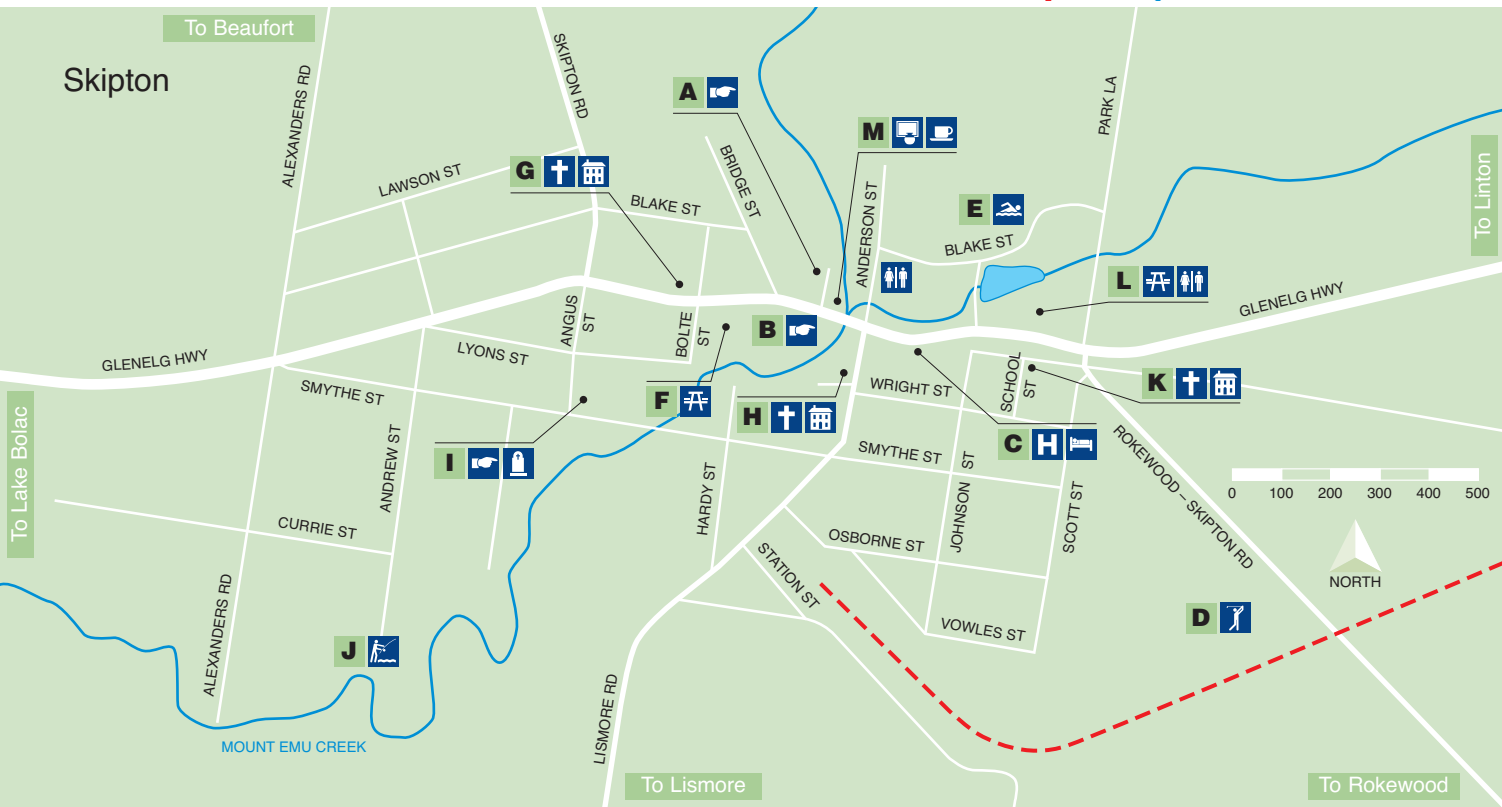 To Beaufort
Skipton
ALEXANDERS RD
SKIPTON RD
A
M
PARK LA
To Linton
G
LAWSON ST
BRIDGE ST
BLAKE ST
ANDERSON ST
E
BLAKE ST
L
GLENELG HWY
ANGUS ST
BOLTE ST
B
GLENELG HWY
LYONS ST
SMYTHE ST
F
H
WRIGHT ST
SCHOOL ST
K
To Lake Bolac
I
ANDREW ST
C
H
SMYTHE ST
JOHNSON ST
SCOTT ST
ROKEWOOD – SKIPTON RD
0 100 200 300 400 500
HARDY ST
CURRIE ST
OSBORNE ST
STATION ST
NORTH
ALEXANDERS RD
J
VOWLES ST
D
LISMORE RD
MOUNT EMU CREEK
To Lismore
To Rokewood